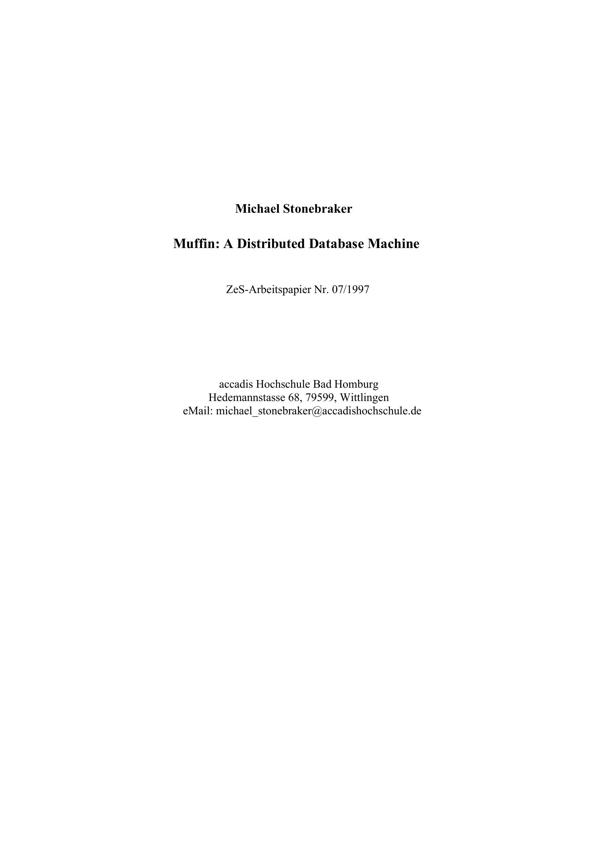 Michael Stonebraker
Muffin: A Distributed Database Machine
ZeS-Arbeitspapier Nr. 07/1997
accadis Hochschule Bad Homburg
Hedemannstasse 68, 79599, Wittlingen
eMail: michael_stonebraker@accadishochschule.de